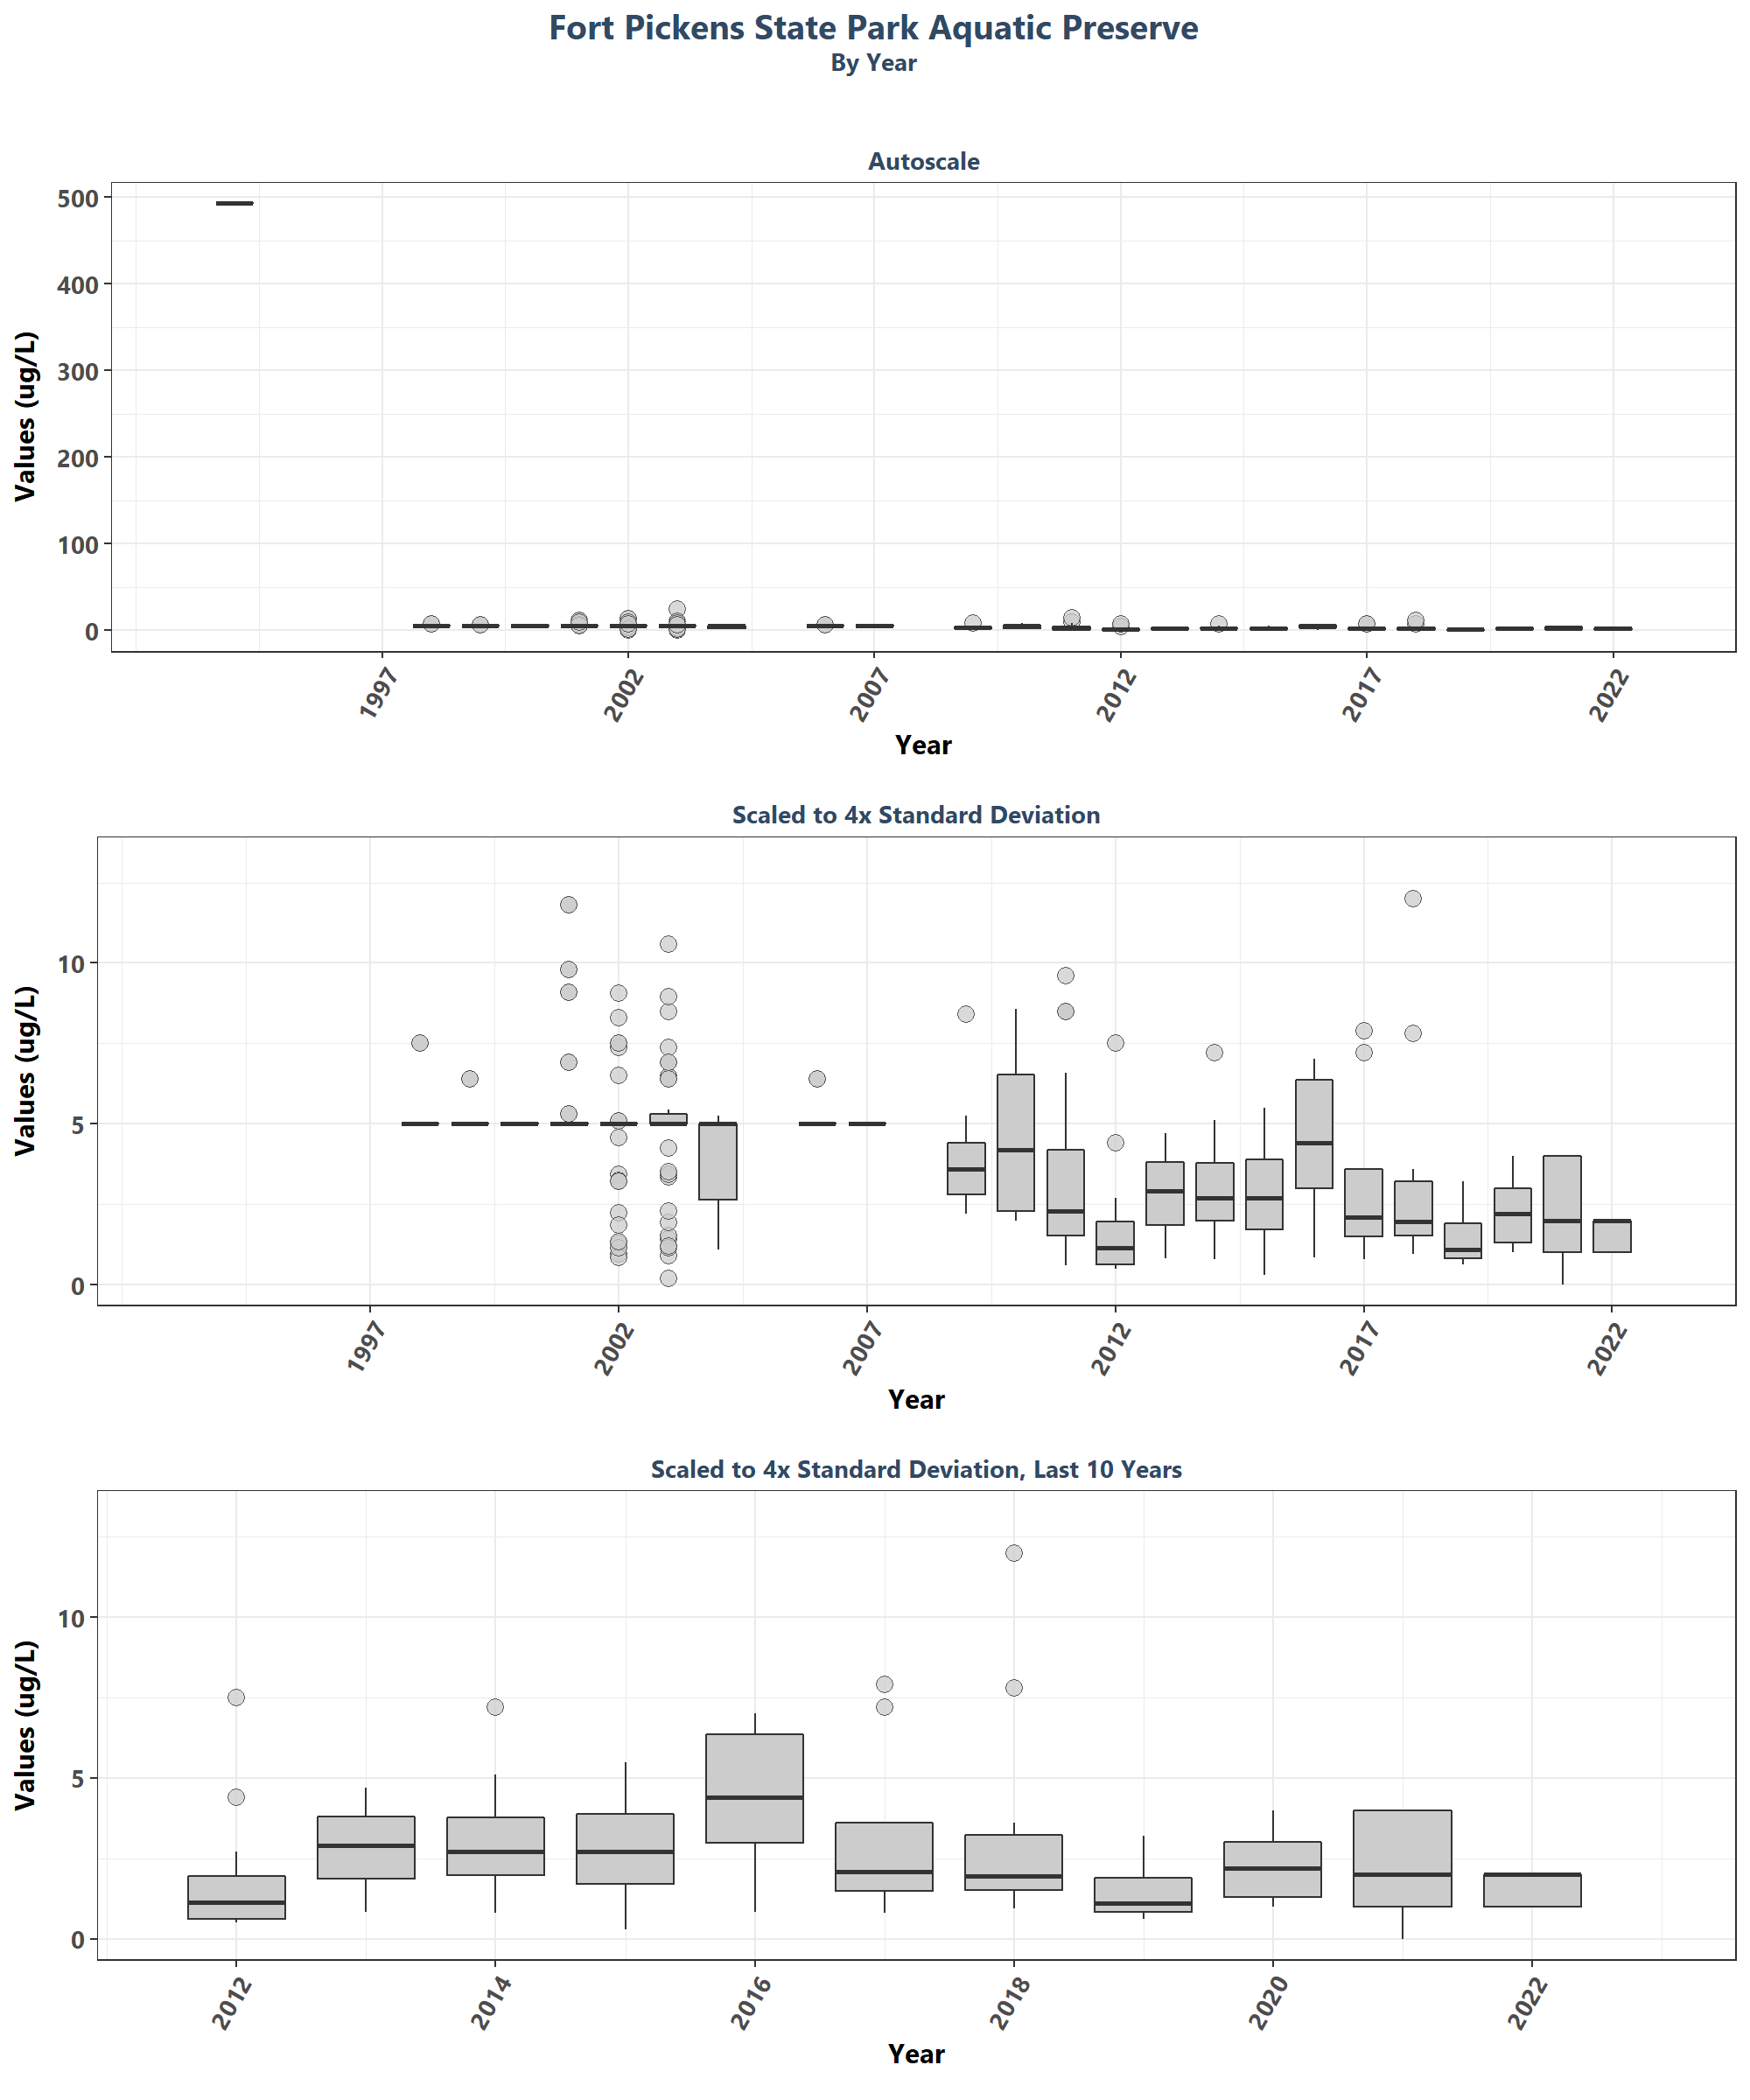 Fort Pickens State Park Aquatic Preserve
By Year
Autoscale
Values (ug/L)
500
400
300
200
100
0
1997 2002 2007 2012 2017 2022
Year
Scaled to 4x Standard Deviation
Values (ug/L)
10
5
0
1997 2002 2007 2012 2017 2022
Year
Scaled to 4x Standard Deviation, Last 10 Years
Values (ug/L)
10
5
0
2012 2014 2016 2018 2020 2022
Year